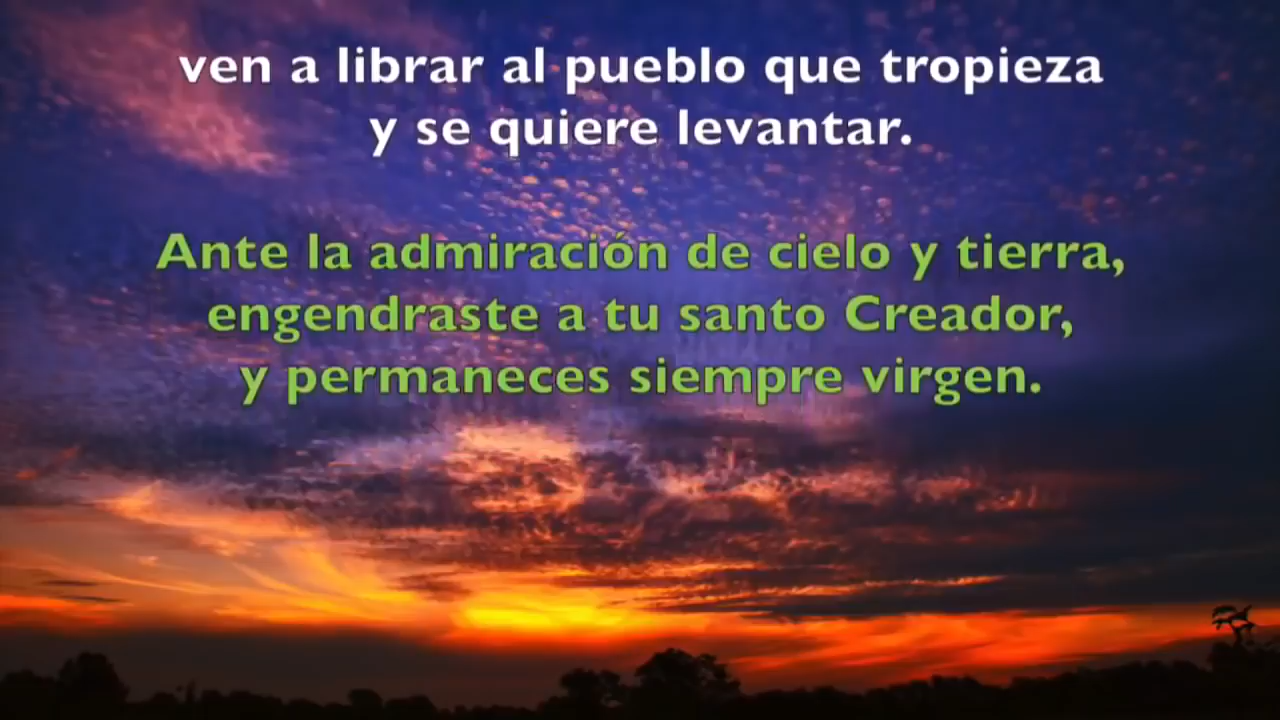 ven a librar al pueblo que tropieza
y se quiere levantar.
Ante la admiración de cielo y tierra,
engendraste a tu santo Creador,
y permaneces siempre virgen.